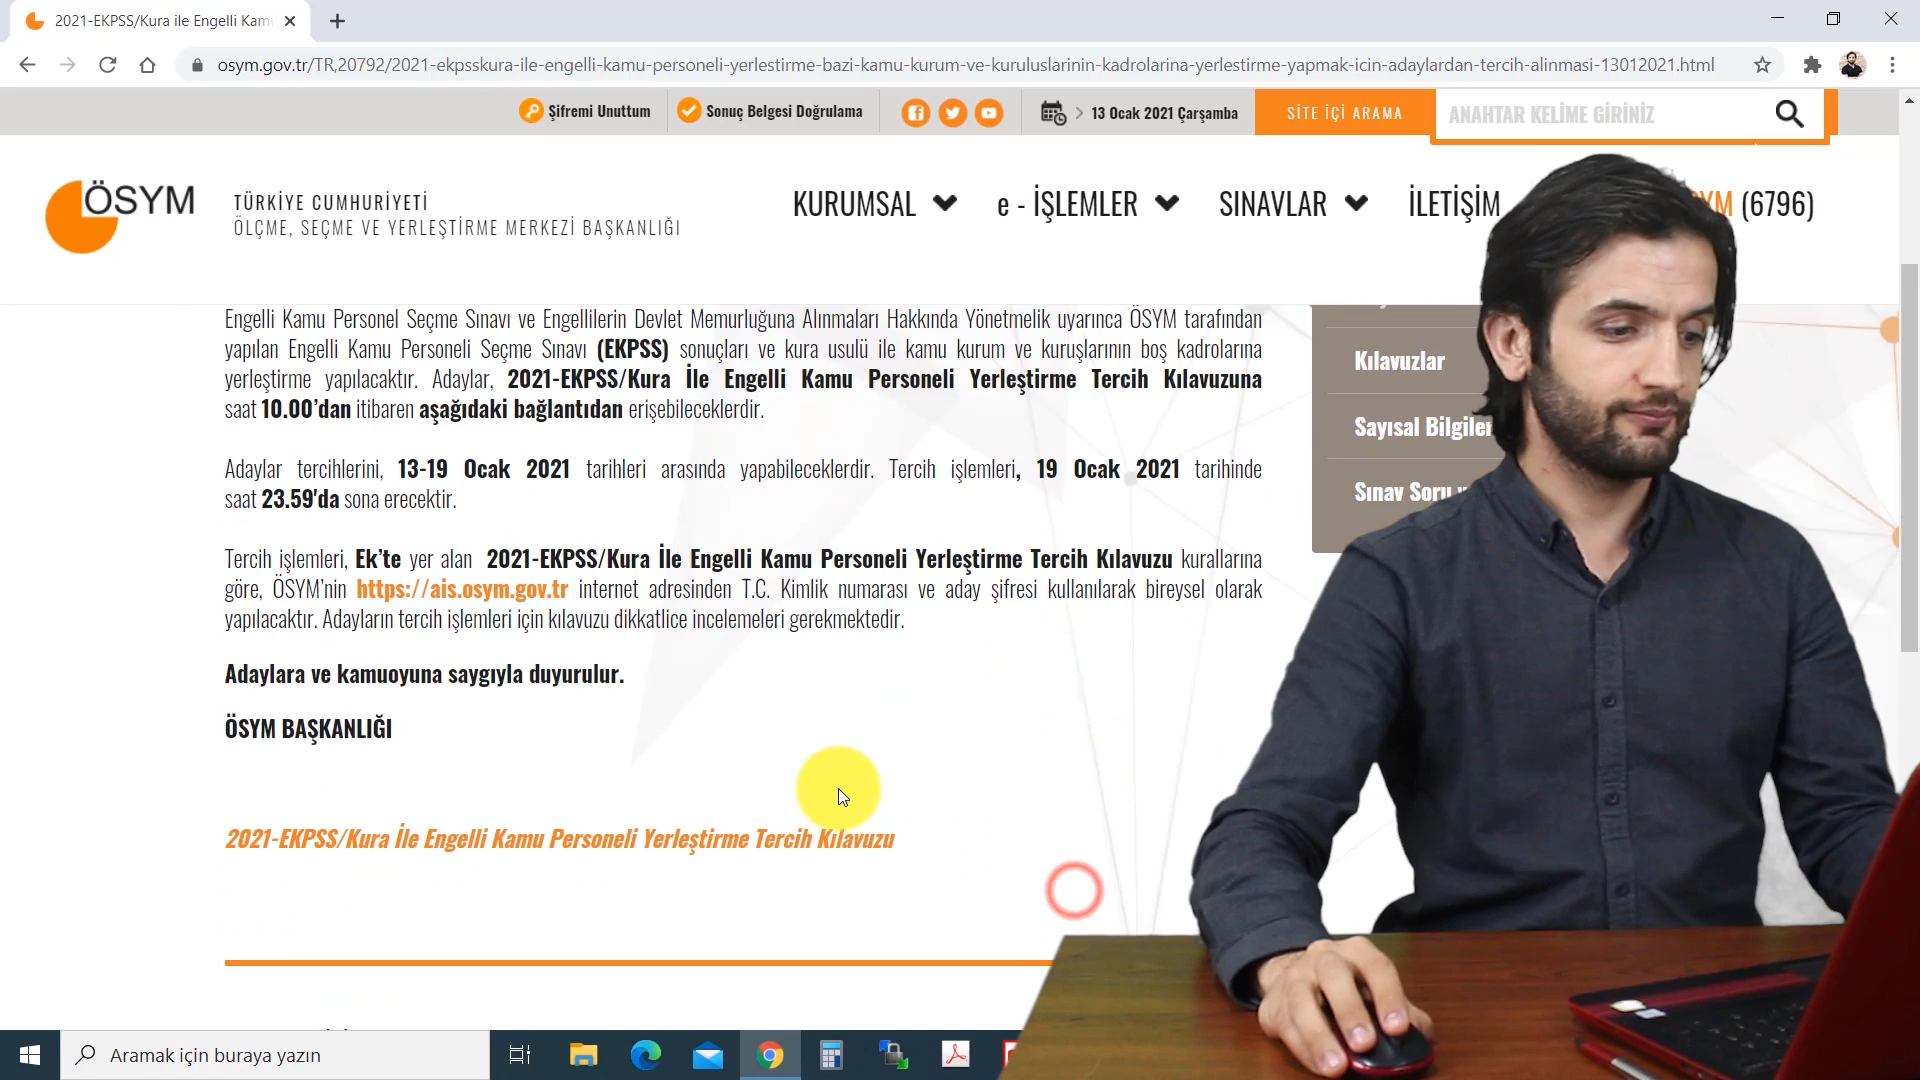 2021-EKPSS/Kura ile Engelli Kam
osym.gov.tr/TR,20792/2021-ekpsskura-ile-engelli-kamu-personeli-yerlestirme-bazi-kamu-kurum-ve-kuruluslarinin-kadrolarina-yerlestirme-yapmak-icin-adaylardan-tercih-alinmasi-13012021.html
Şifremi Unuttum
Sonuç Belgesi Doğrulama
13 Ocak 2021 Çarşamba
SİTE İÇİ ARAMA
ANAHTAR KELİME GİRİNİZ
ÖSYM
TÜRKİYE CUMHURİYETİ
ÖLÇME, SEÇME VE YERLEŞTİRME MERKEZİ BAŞKANLIĞI
KURUMSAL
e - İŞLEMLER
SINAVLAR
İLETİŞİM
(6796)
Engelli Kamu Personel Seçme Sınavı ve Engellilerin Devlet Memurluğuna Alınmaları Hakkında Yönetmelik uyarınca ÖSYM tarafından
yapılan Engelli Kamu Personeli Seçme Sınavı (EKPSS) sonuçları ve kura usulü ile kamu kurum ve kuruşlarının boş kadrolarına
yerleştirme yapılacaktır. Adaylar, 2021-EKPSS/Kura İle Engelli Kamu Personeli Yerleştirme Tercih Kılavuzuna
saat 10.00’dan itibaren aşağıdaki bağlantıdan erişebileceklerdir.
Adaylar tercihlerini, 13-19 Ocak 2021 tarihleri arasında yapabileceklerdir. Tercih işlemleri, 19 Ocak 2021 tarihinde
saat 23.59'da sona erecektir.
Tercih işlemleri, Ek’te yer alan 2021-EKPSS/Kura İle Engelli Kamu Personeli Yerleştirme Tercih Kılavuzu kurallarına
göre, ÖSYM’nin https://ais.osym.gov.tr internet adresinden T.C. Kimlik numarası ve aday şifresi kullanılarak bireysel olarak
yapılacaktır. Adayların tercih işlemleri için kılavuzu dikkatlice incelemeleri gerekmektedir.
Adaylara ve kamuoyuna saygıyla duyurulur.
ÖSYM BAŞKANLIĞI
2021-EKPSS/Kura İle Engelli Kamu Personeli Yerleştirme Tercih Kılavuzu
Kılavuzlar
Sayısal Bilgiler
Sınav Soru
Aramak için buraya yazın